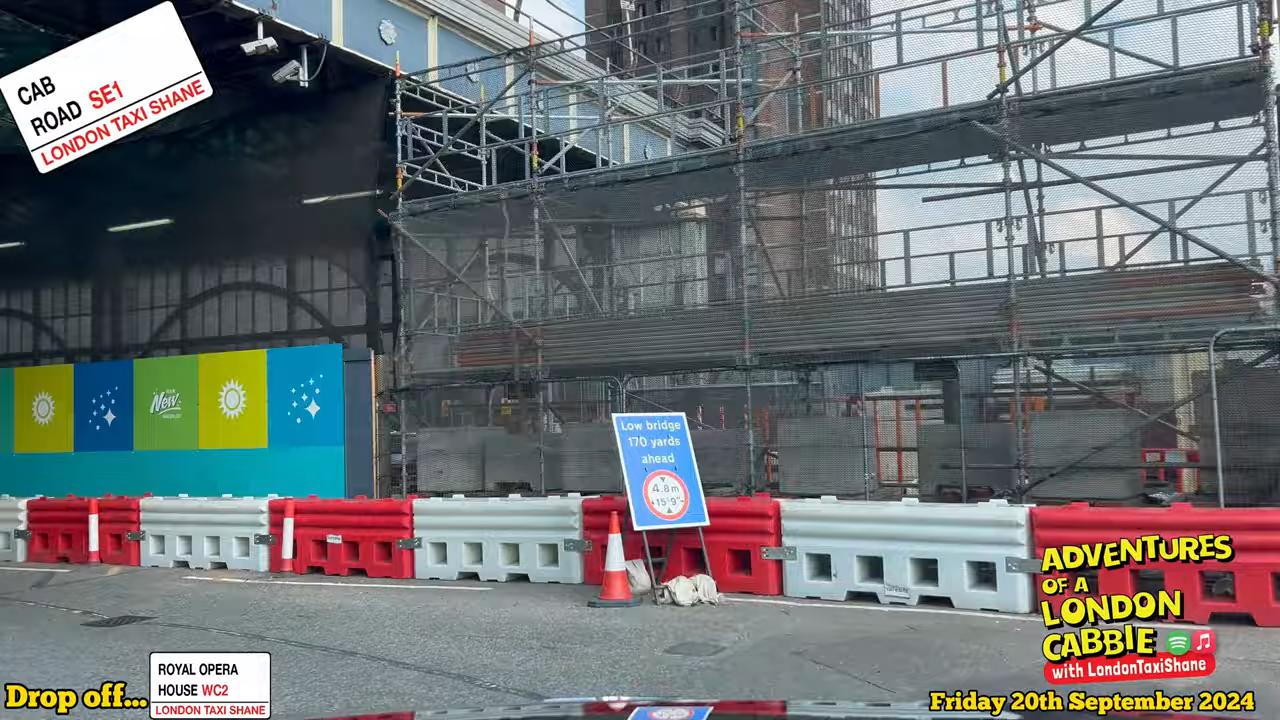 CAB
ROAD SE1
LONDON TAXI SHANE
New
Low bridge
170 yards
ahead
4.8m
15'9"
ADVENTURES
OF A
LONDON
CABBIE
with LondonTaxiShane
Drop off...
ROYAL OPERA
HOUSE WC2
LONDON TAXI SHANE
Friday 20th September 2024